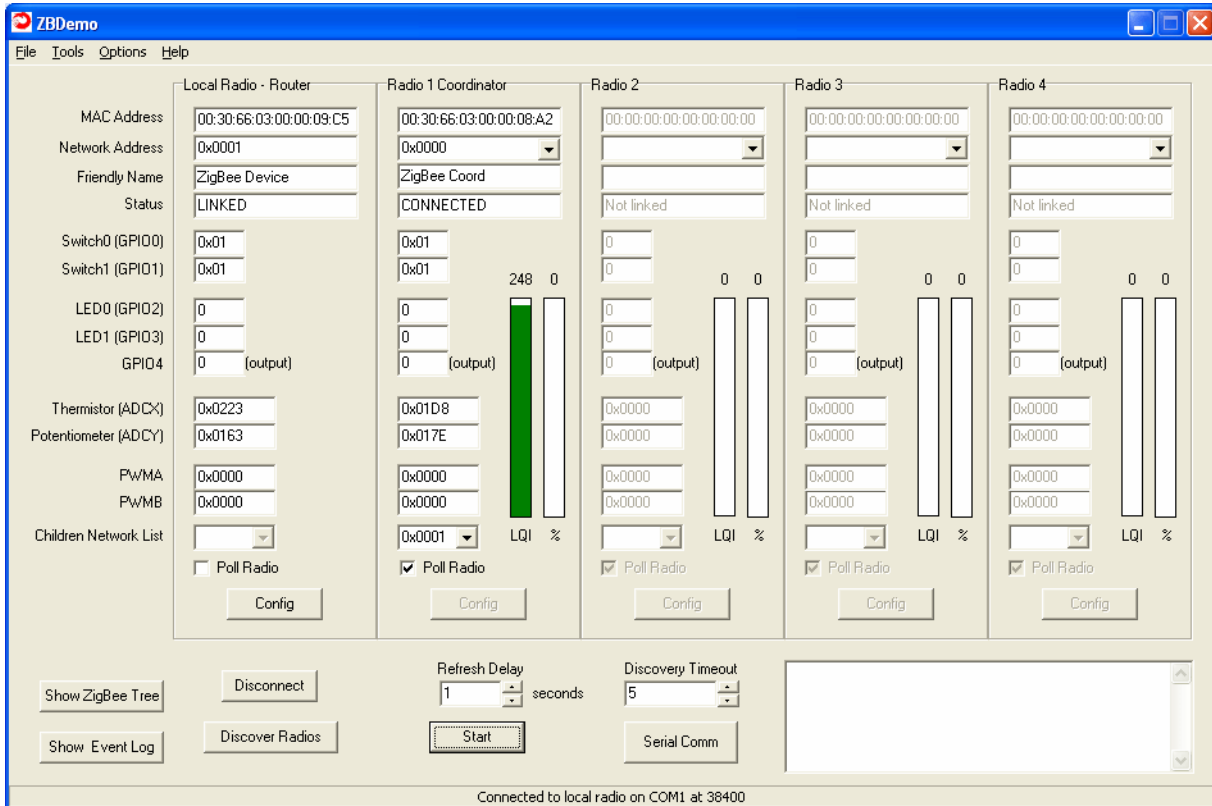 ZBDemo
File Tools Options Help
Local Radio - Router Radio 1 Coordinator Radio 2 Radio 3 Radio 4
MAC Address 00:30:66:03:00:00:09:C5 00:30:66:03:00:00:08:A2 00:00:00:00:00:00:00:00 00:00:00:00:00:00:00:00 00:00:00:00:00:00:00:00
Network Address 0x0001 0x0000
Friendly Name ZigBee Device ZigBee Coord
Status LINKED CONNECTED Not linked Not linked Not linked
Switch0 (GPIO0) 0x01 0x01 0 0 0
Switch1 (GPIO1) 0x01 0x01 0 0 0
248 0 0 0 0 0 0 0
LED0 (GPIO2) 0 0 0 0 0
LED1 (GPIO3) 0 0 0 0 0
GPIO4 0 (output) 0 (output) 0 (output) 0 (output) 0 (output)
Thermistor (ADCX) 0x0223 0x01D8 0x0000 0x0000 0x0000
Potentiometer (ADCY) 0x0163 0x017E 0x0000 0x0000 0x0000
PWMA 0x0000 0x0000 0x0000 0x0000 0x0000
PWMB 0x0000 0x0000 0x0000 0x0000 0x0000
Children Network List 0x0001 LQI % LQI % LQI % LQI %
Poll Radio Poll Radio Poll Radio Poll Radio Poll Radio
Config Config Config Config Config
Refresh Delay Discovery Timeout
Show ZigBee Tree Disconnect 1 seconds 5
Show Event Log Discover Radios Start Serial Comm
Connected to local radio on COM1 at 38400